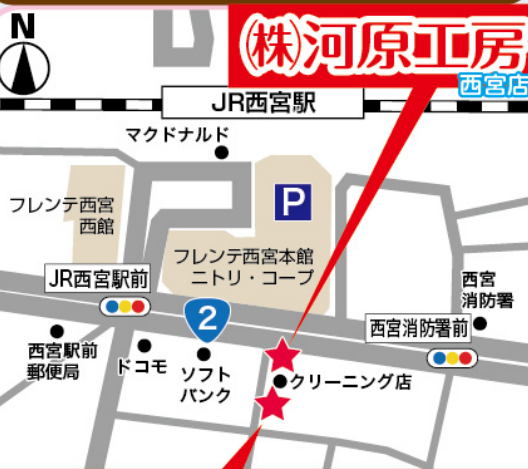 N
㈱河原工房
西宮店
JR西宮駅
マクドナルド
フレンテ西宮
西館
P
フレンテ西宮本館
ニトリ・コープ
JR西宮駅前
2
西宮
消防署
西宮消防署前
西宮駅前
郵便局
ドコモ
ソフト
バンク
クリーニング店